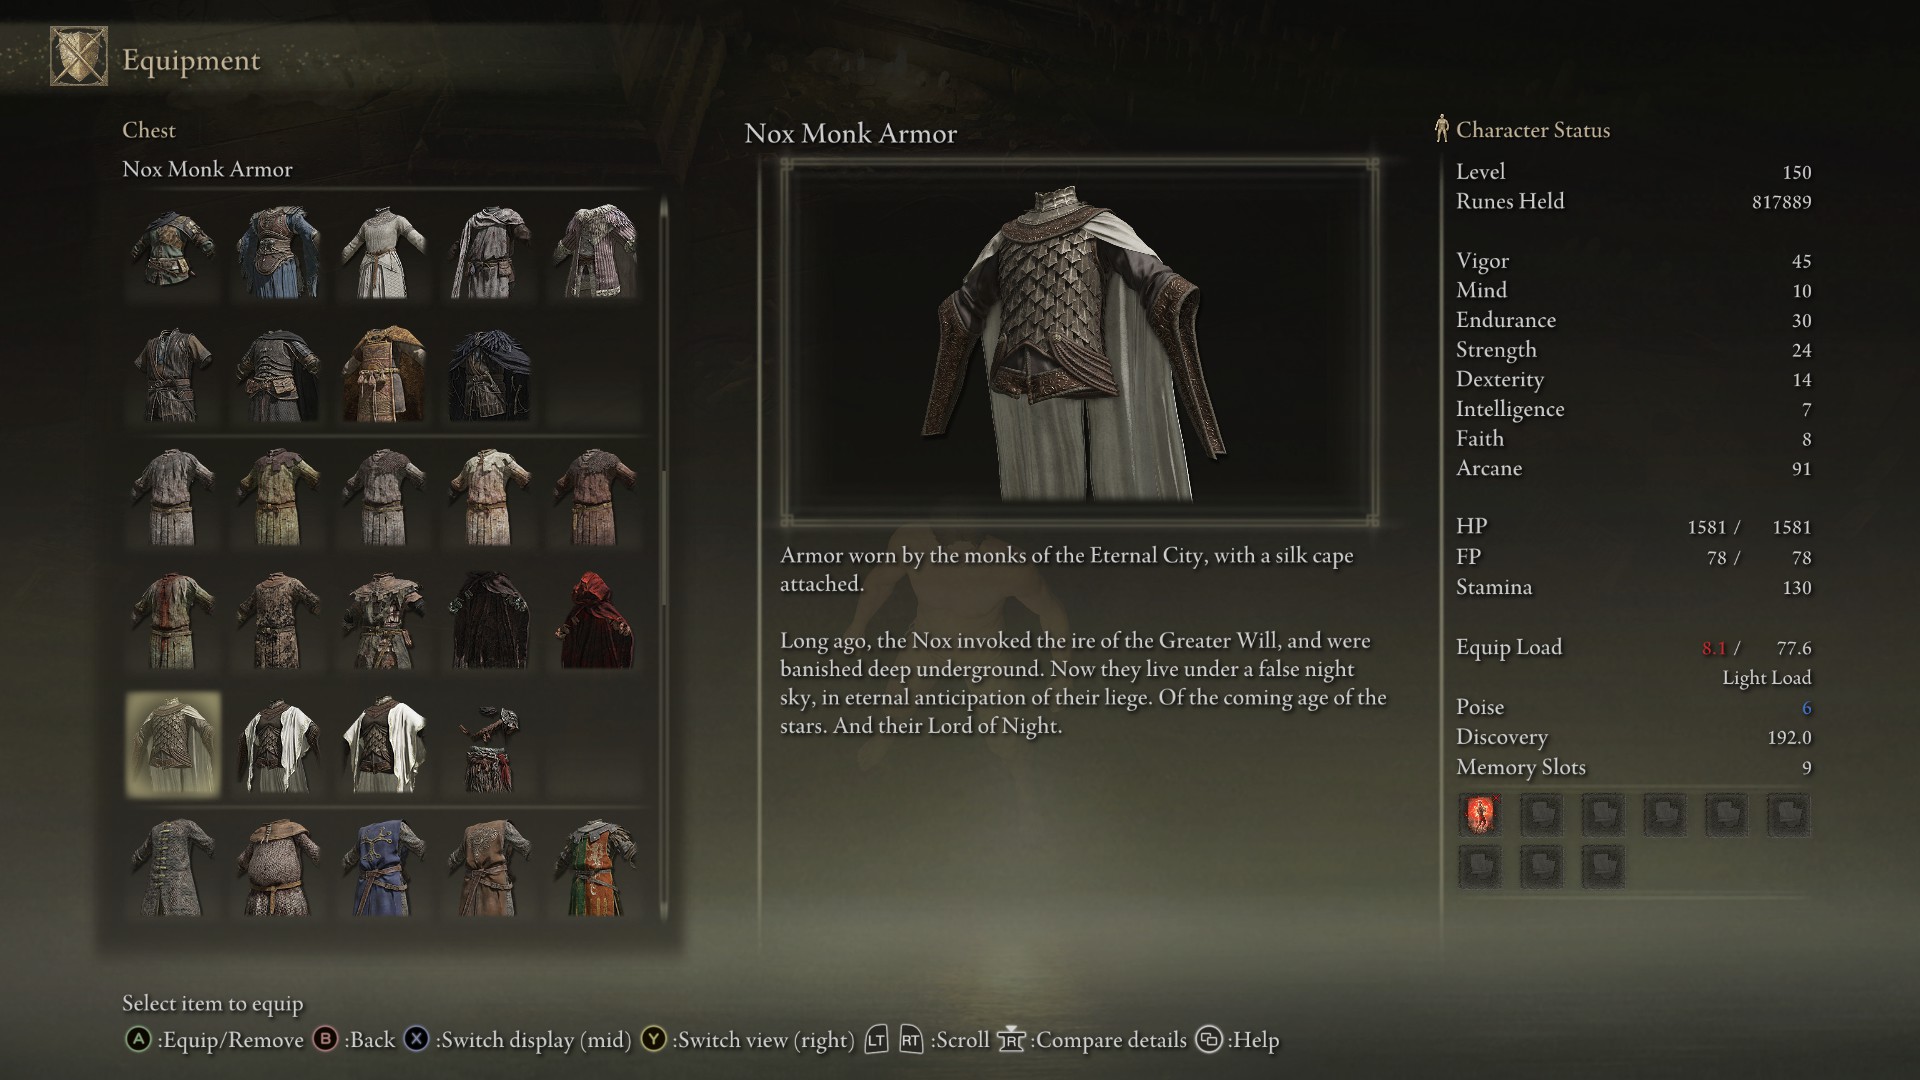 Equipment
Chest
Nox Monk Armor
Nox Monk Armor
Armor worn by the monks of the Eternal City, with a silk cape
attached.
Long ago, the Nox invoked the ire of the Greater Will, and were
banished deep underground. Now they live under a false night
sky, in eternal anticipation of their liege. Of the coming age of the
stars. And their Lord of Night.
Character Status
Level 150
Runes Held 817889
Vigor 45
Mind 10
Endurance 30
Strength 24
Dexterity 14
Intelligence 7
Faith 8
Arcane 91
HP 1581 / 1581
FP 78 / 78
Stamina 130
Equip Load 8.1 / 77.6
Light Load
Poise 6
Discovery 192.0
Memory Slots 9
Select item to equip
A :Equip/Remove B :Back X :Switch display (mid) Y :Switch view (right) LT RT :Scroll R :Compare details :Help